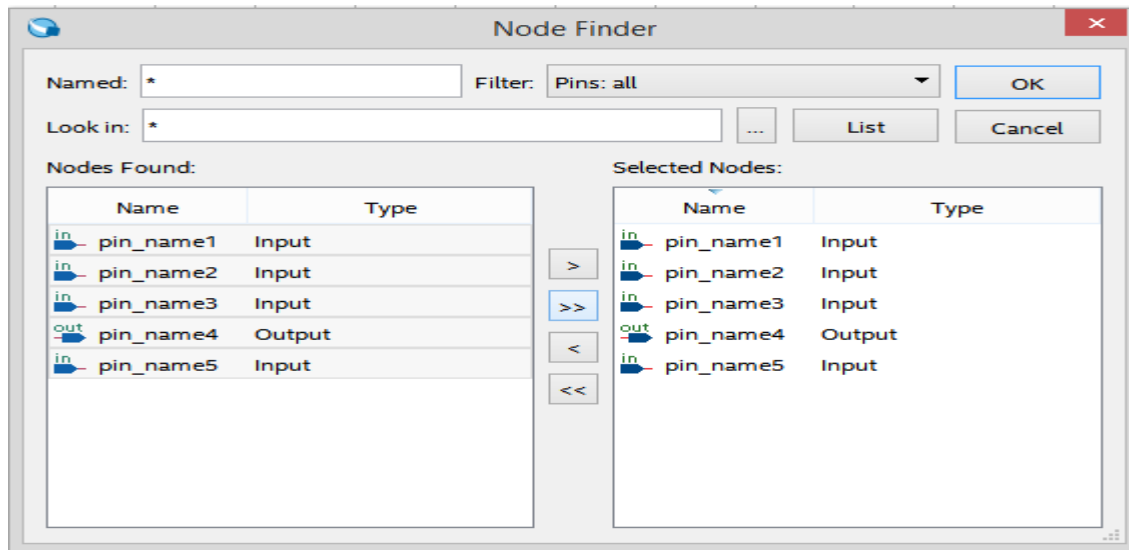 Node Finder
×
Named: * Filter: Pins: all OK
Look in: * ... List Cancel
Nodes Found: Selected Nodes:
Name Type Name Type
in pin_name1 Input in pin_name1 Input
in pin_name2 Input > in pin_name2 Input
in pin_name3 Input >> in pin_name3 Input
out pin_name4 Output < out pin_name4 Output
in pin_name5 Input << in pin_name5 Input